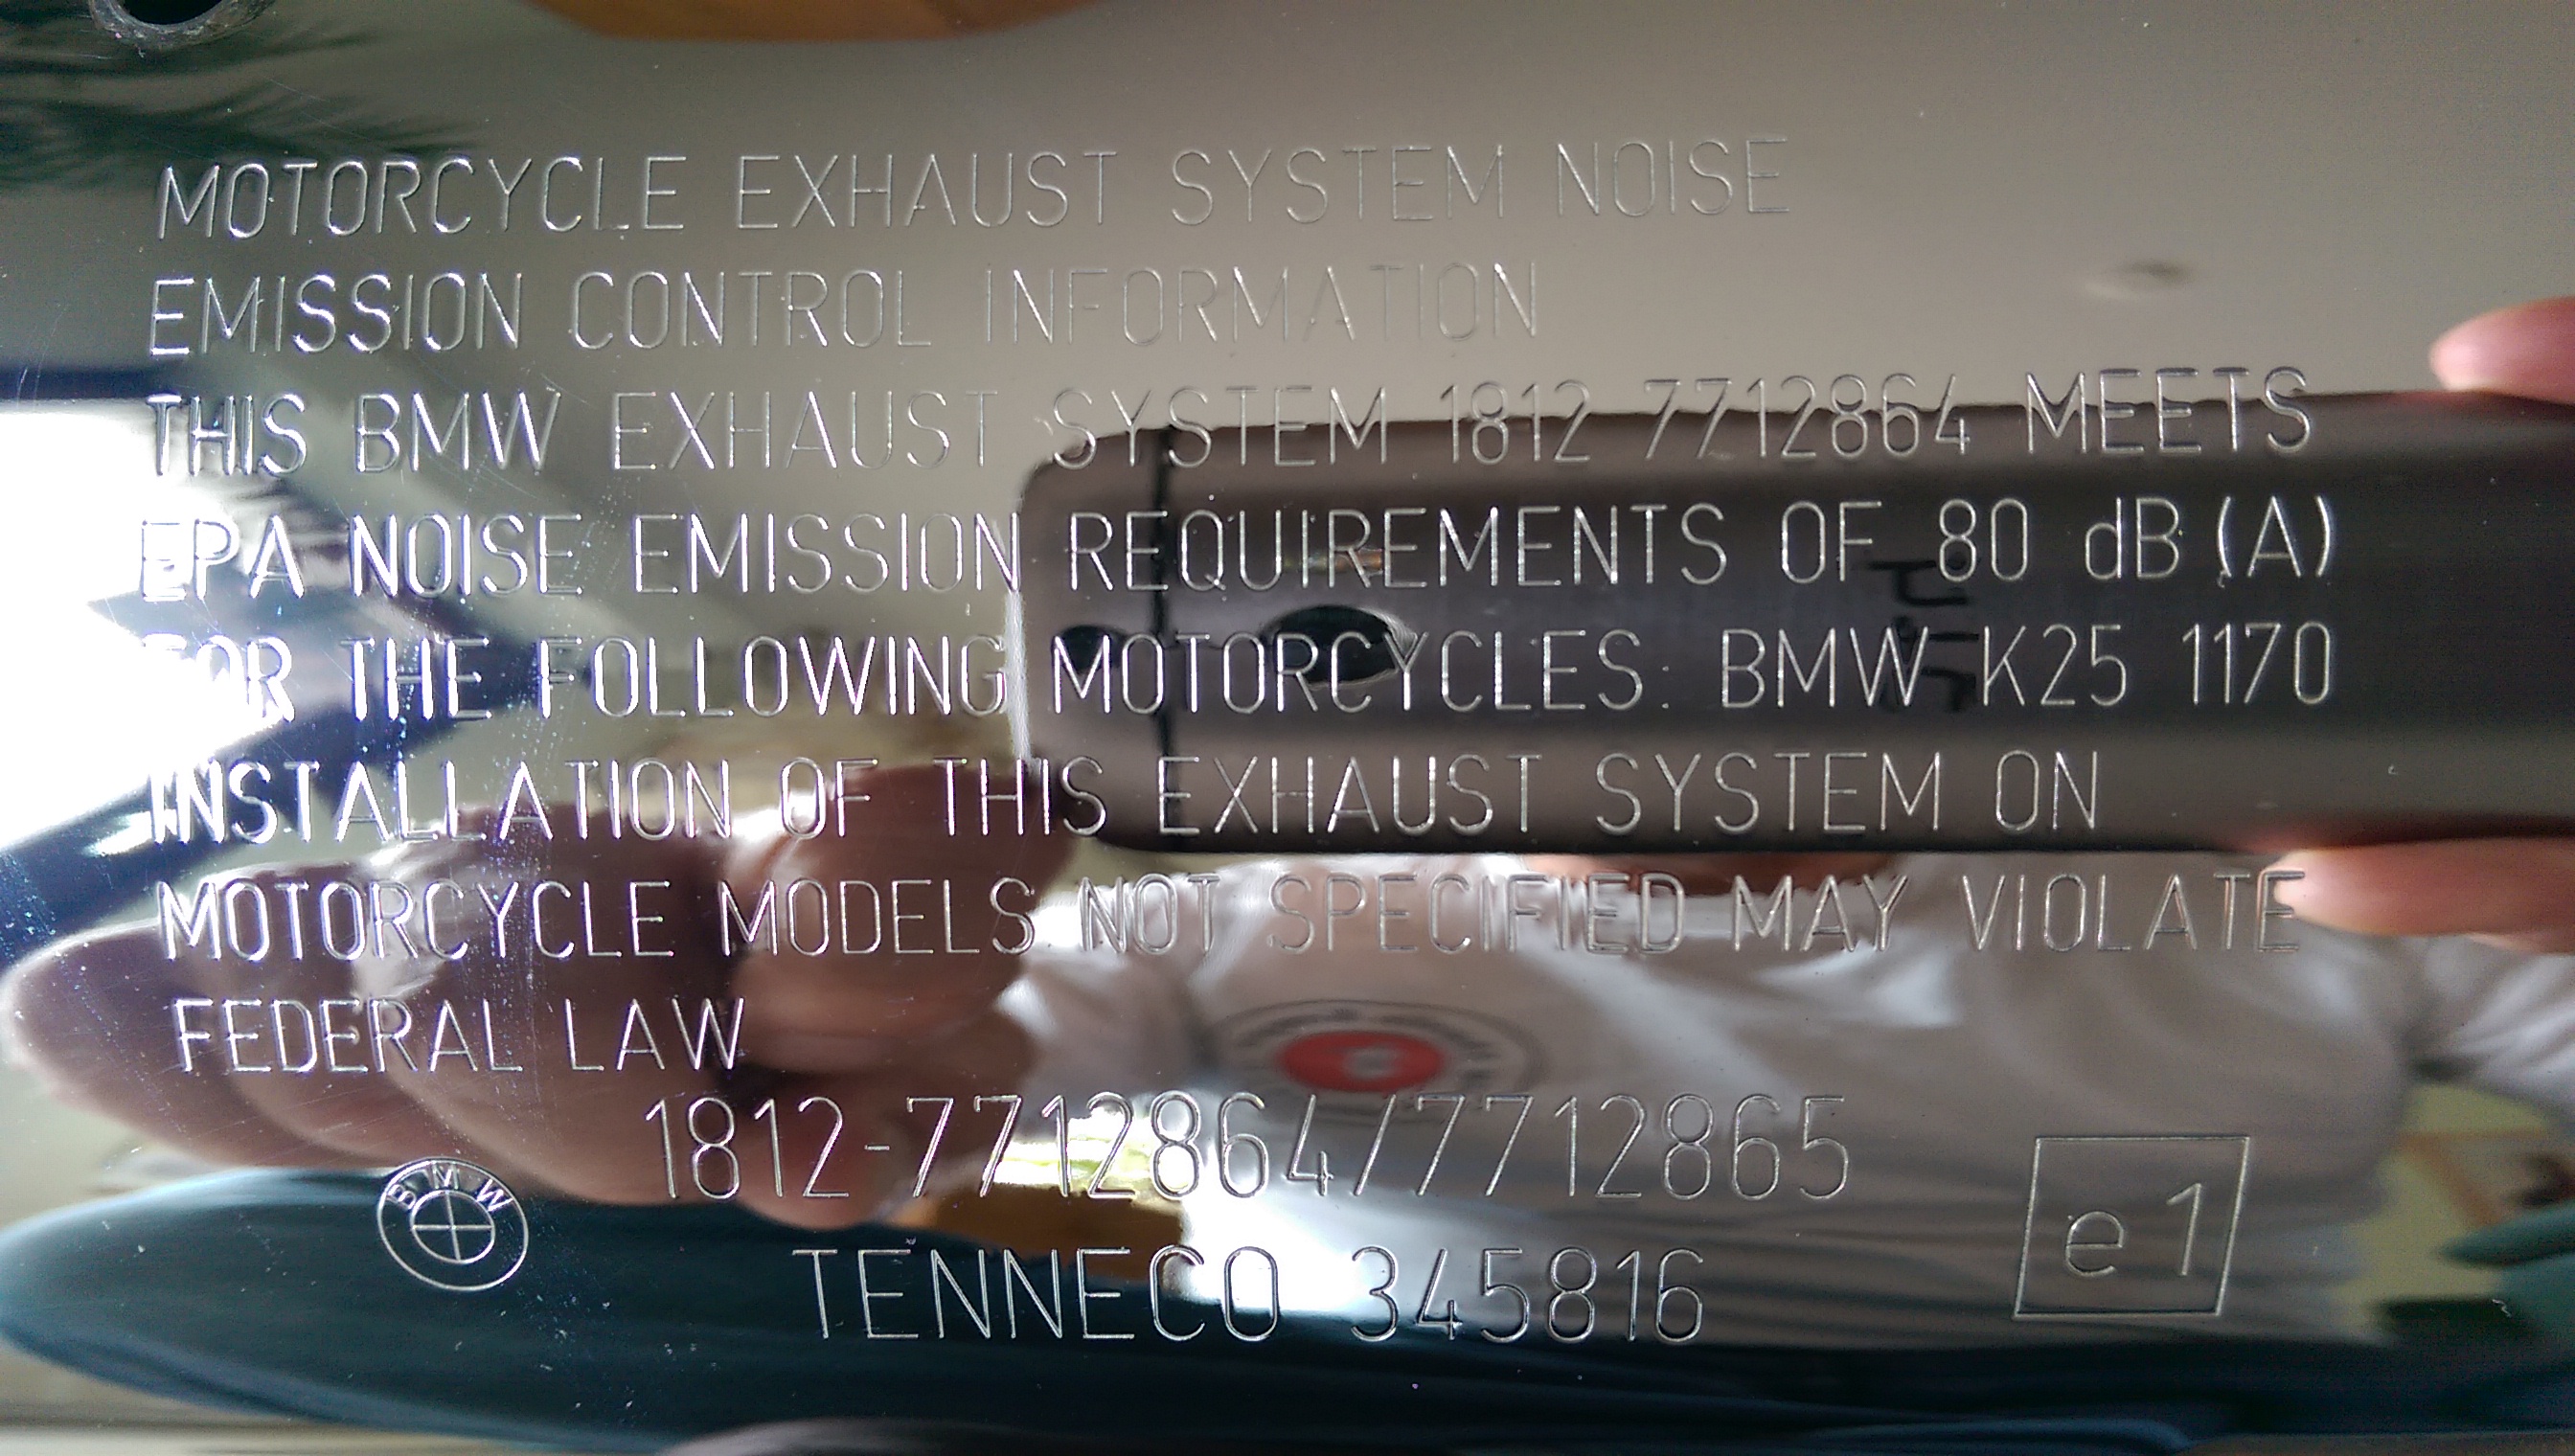 MOTORCYCLE EXHAUST SYSTEM NOISE
EMISSION CONTROL INFORMATION
THIS BMW EXHAUST SYSTEM 1812 7712864 MEETS
EPA NOISE EMISSION REQUIREMENTS OF 80 dB(A)
FOR THE FOLLOWING MOTORCYCLES: BMW K25 1170
INSTALLATION OF THIS EXHAUST SYSTEM ON
MOTORCYCLE MODELS NOT SPECIFIED MAY VIOLATE
FEDERAL LAW
1812-7712864/7712865
BMW
TENNECO 345816
e1